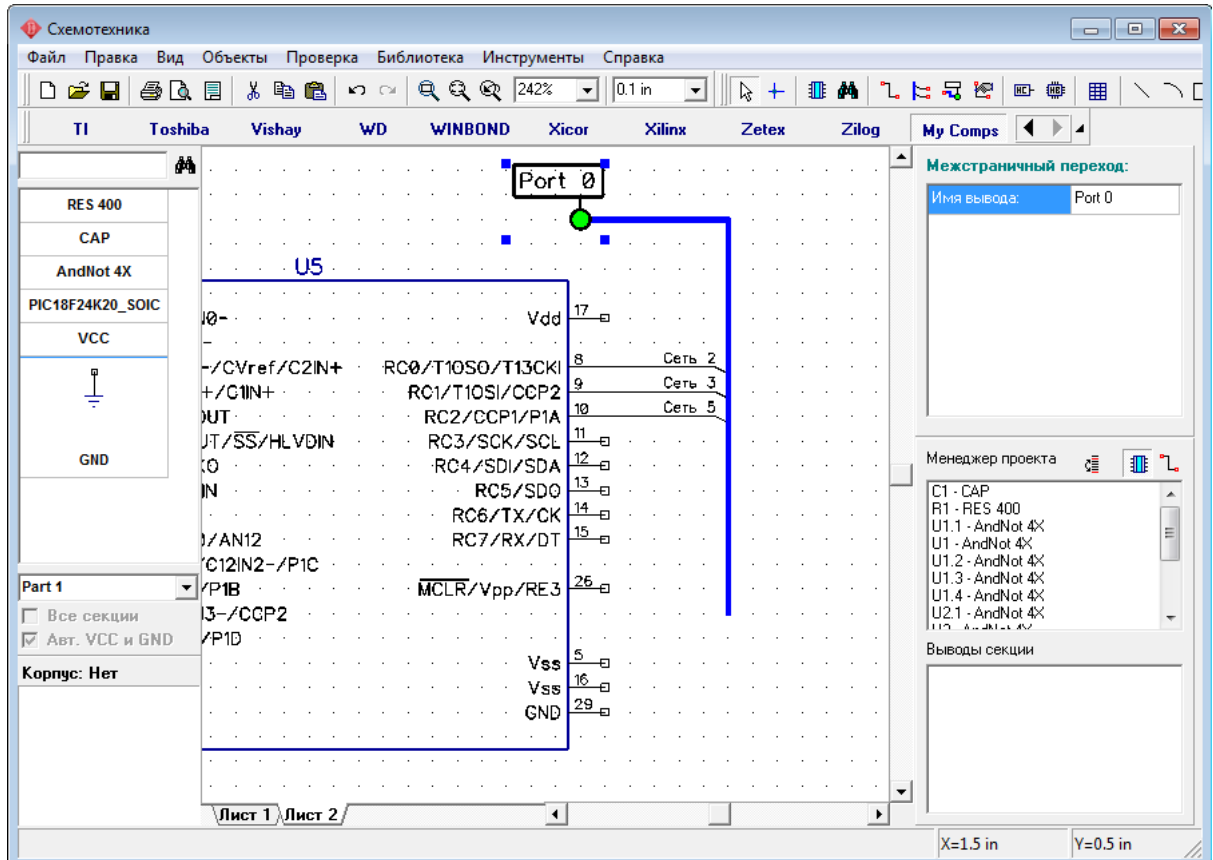 Схемотехника
Файл Правка Вид Объекты Проверка Библиотека Инструменты Справка
242% 0.1 in
TI Toshiba Vishay WD WINBOND Xicor Xilinx Zetex Zilog My Comps
RES 400
CAP
AndNot 4X
PIC18F24K20_SOIC
VCC
GND
Part 1
Все секции
Авт. VCC и GND
Корпус: Нет
Port 0
U5
Vdd 17
-/CVref/C2IN+ RC0/T1OSO/T13CKI 8 Сеть 2
+/C1IN+ RC1/T1OSI/CCP2 9 Сеть 3
OUT RC2/CCP1/P1A 10 Сеть 5
UT/SS/HLVDIN RC3/SCK/SCL 11
RC4/SDI/SDA 12
IN RC5/SDO 13
RC6/TX/CK 14
/AN12 RC7/RX/DT 15
/C12IN2-/P1C
/P1B MCLR/Vpp/RE3 26
3-/CCP2
/P1D
Vss 5
Vss 16
GND 29
Лист 1 Лист 2
Межстраничный переход:
Имя вывода: Port 0
Менеджер проекта
C1 - CAP
R1 - RES 400
U1.1 - AndNot 4X
U1 - AndNot 4X
U1.2 - AndNot 4X
U1.3 - AndNot 4X
U1.4 - AndNot 4X
U2.1 - AndNot 4X
Выводы секции
X=1.5 in Y=0.5 in